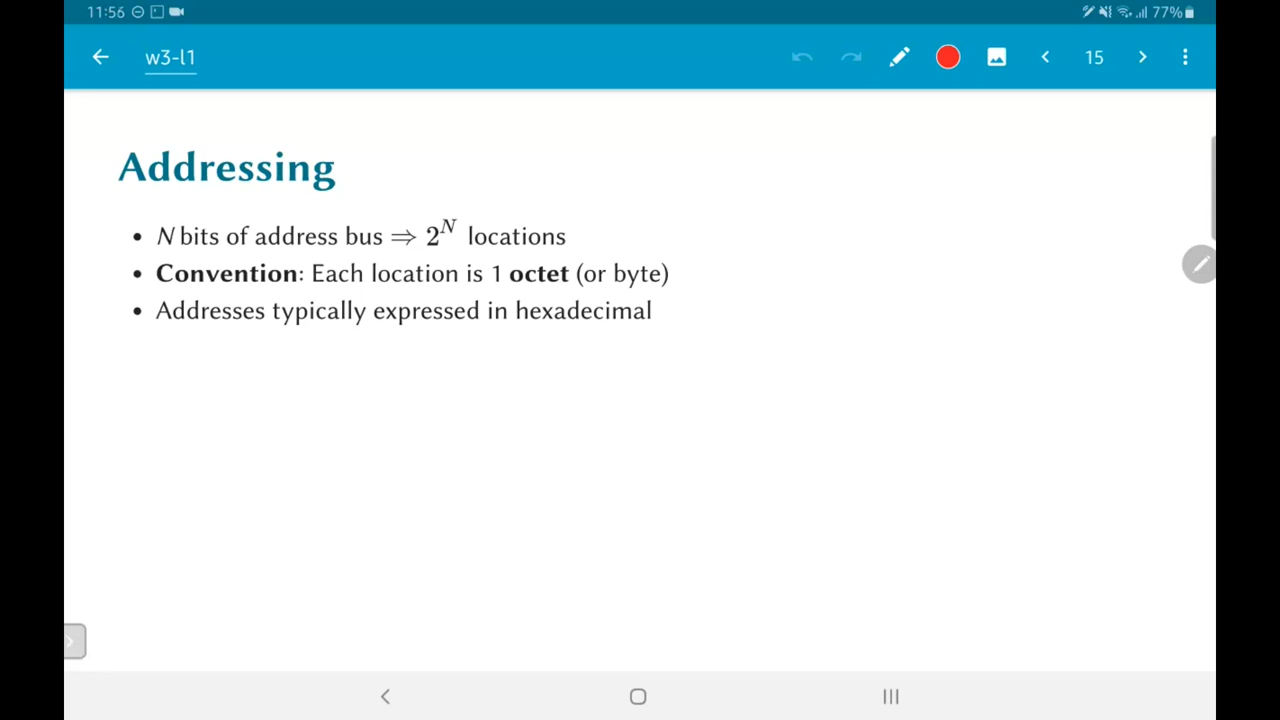 11:56 77%
w3-l1 15
Addressing
• N bits of address bus ⇒ 2^N locations
• Convention: Each location is 1 octet (or byte)
• Addresses typically expressed in hexadecimal